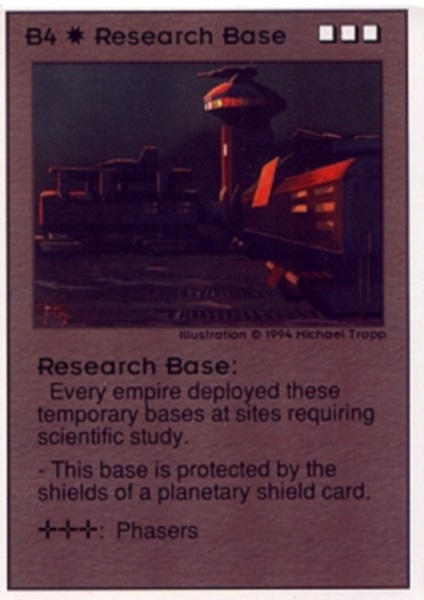 B4 ✷ Research Base
Illustration © 1994 Michael Trapp
Research Base:
Every empire deployed these
temporary bases at sites requiring
scientific study.
- This base is protected by the
shields of a planetary shield card.
✛✛✛: Phasers